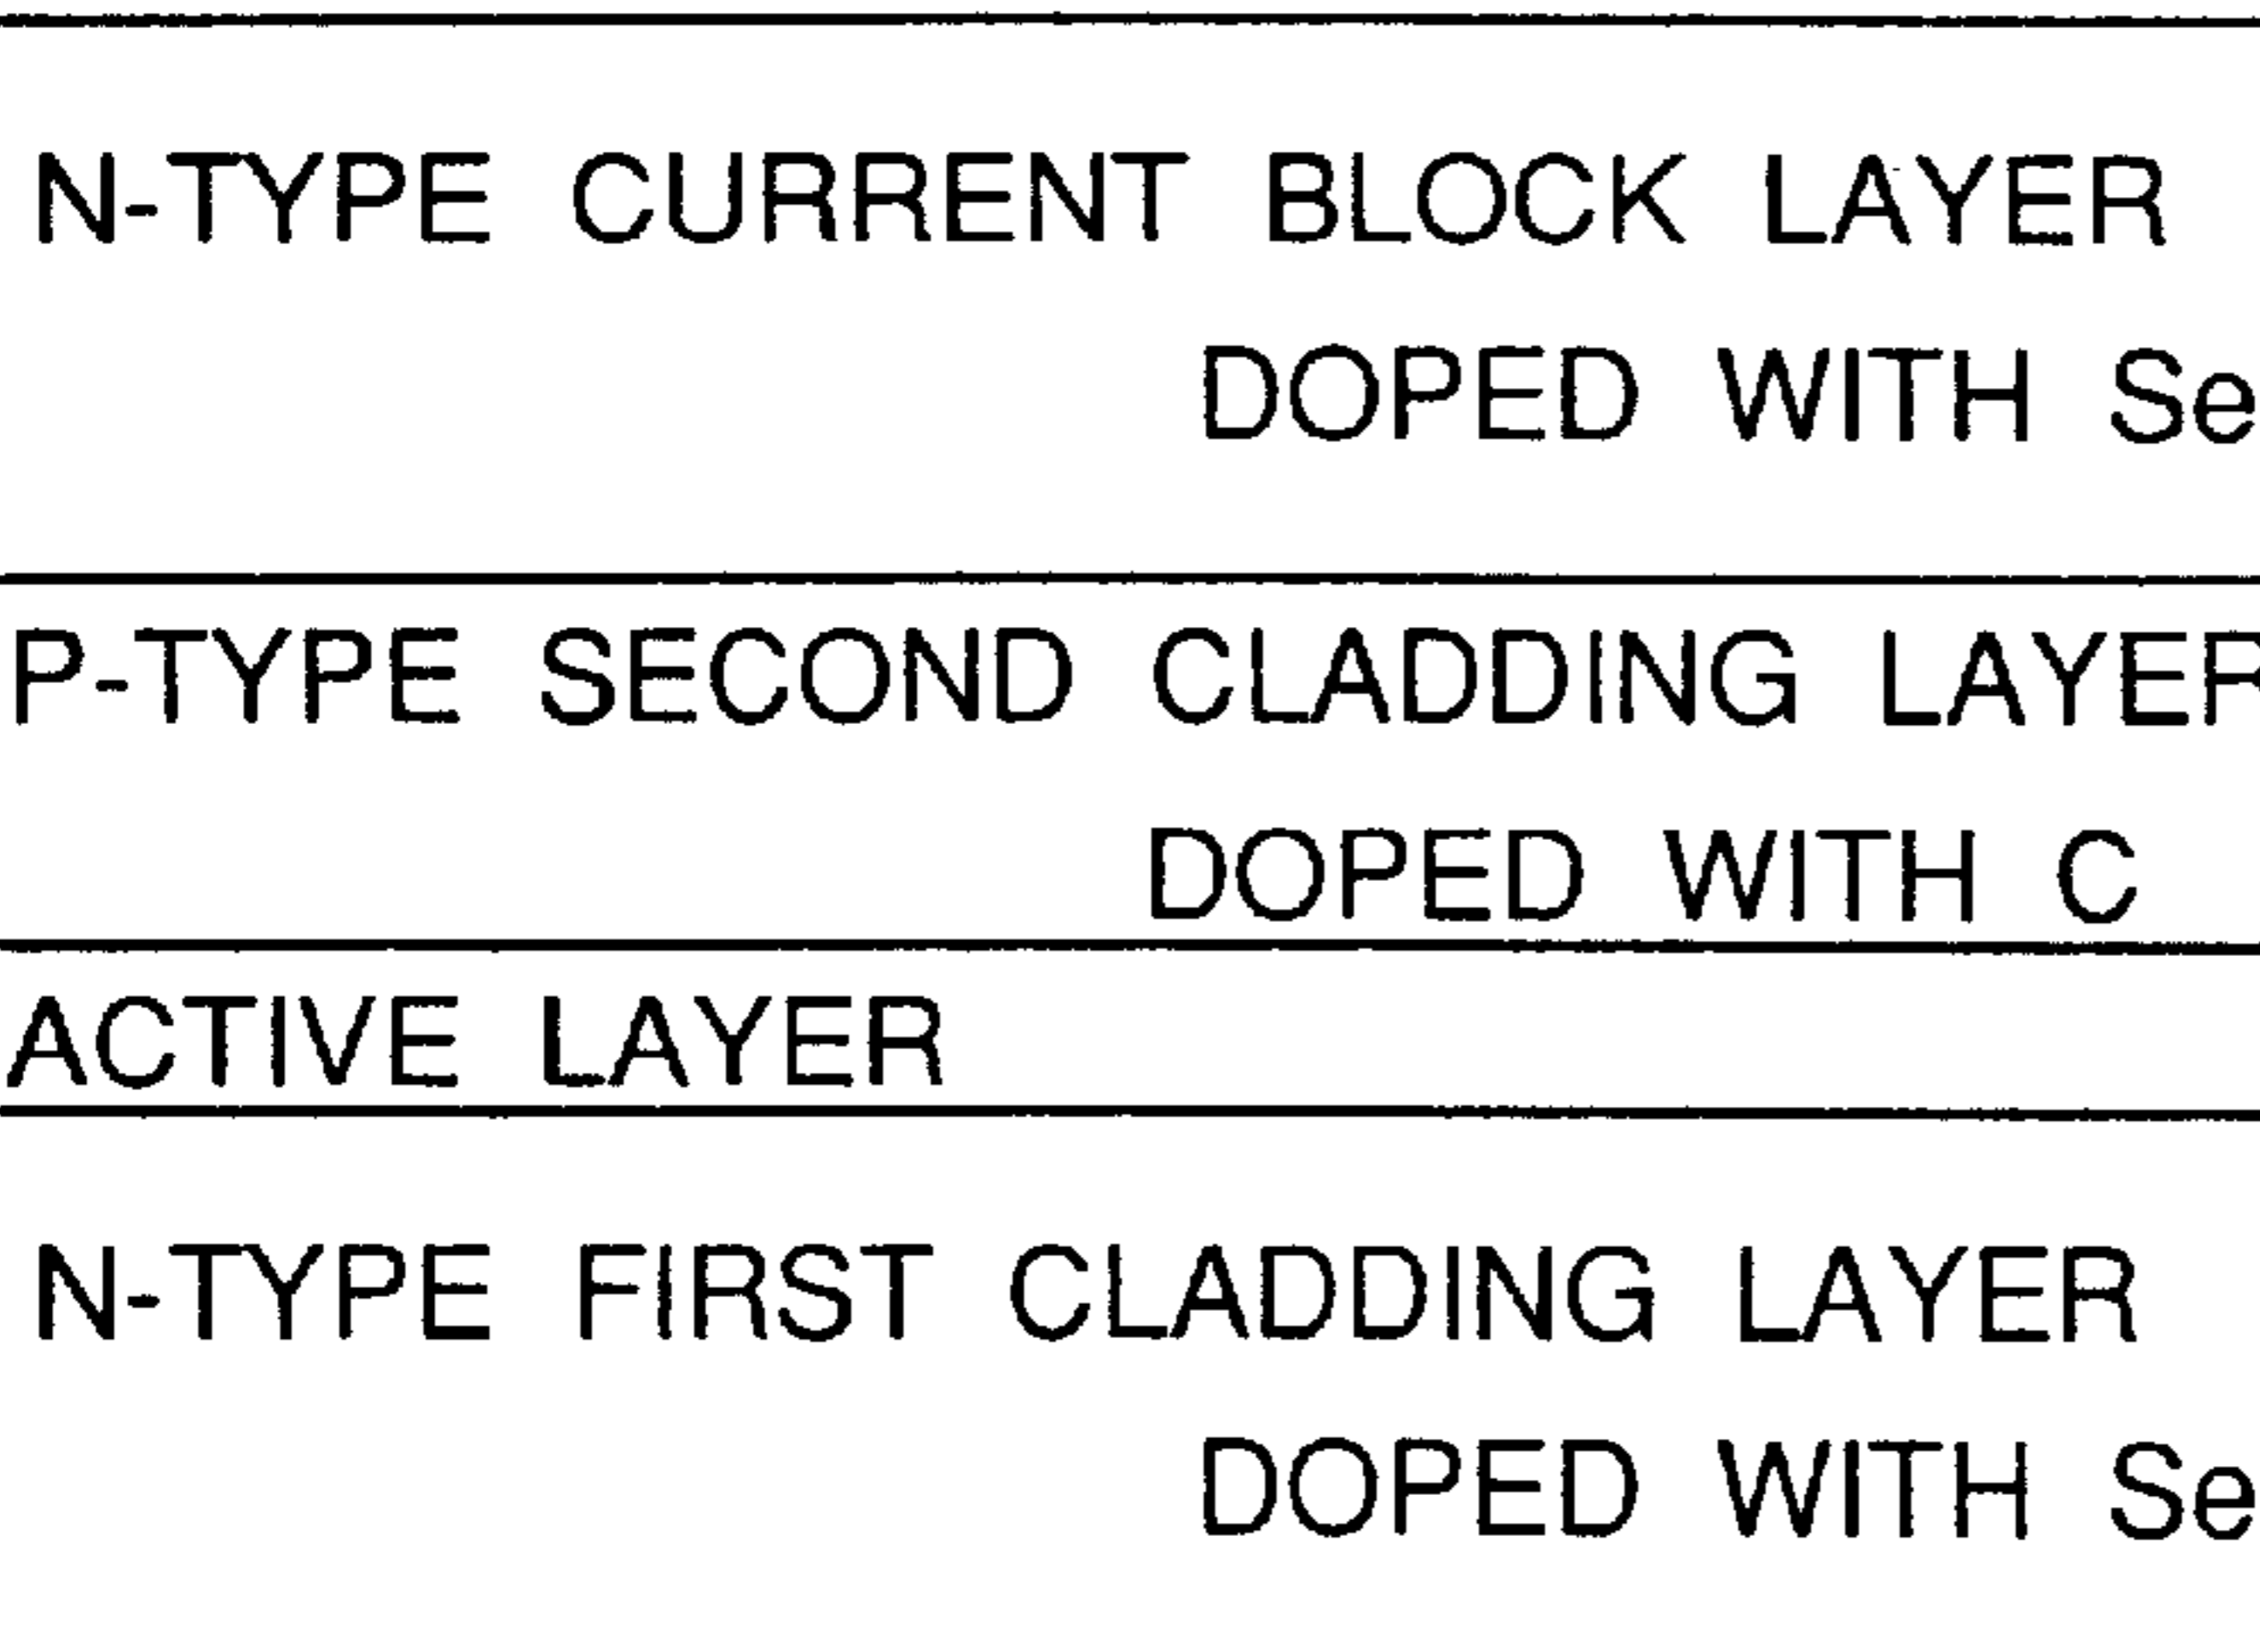 N-TYPE CURRENT BLOCK LAYER
DOPED WITH Se
P-TYPE SECOND CLADDING LAYER
DOPED WITH C
ACTIVE LAYER
N-TYPE FIRST CLADDING LAYER
DOPED WITH Se